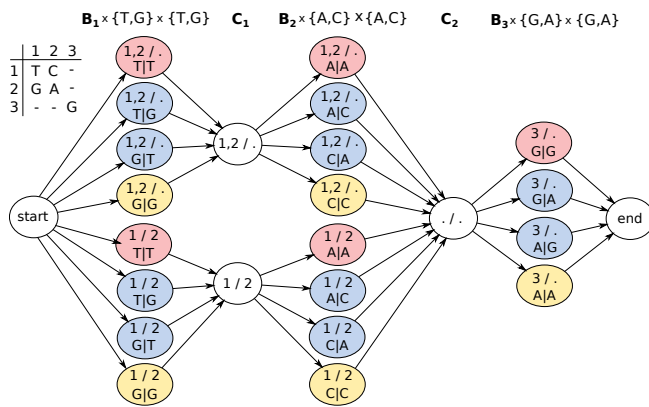 B₁ × {T,G} × {T,G} C₁ B₂ × {A,C} × {A,C} C₂ B₃ × {G,A} × {G,A}
1 2 3
1 T C -
2 G A -
3 - - G
1,2 / .
T|T
1,2 / .
T|G
1,2 / .
G|T
1,2 / .
G|G
start
1 / 2
T|T
1 / 2
T|G
1 / 2
G|T
1 / 2
G|G
1,2 / .
1 / 2
1,2 / .
A|A
1,2 / .
A|C
1,2 / .
C|A
1,2 / .
C|C
1 / 2
A|A
1 / 2
A|C
1 / 2
C|A
1 / 2
C|C
. / .
3 / .
G|G
3 / .
G|A
3 / .
A|G
3 / .
A|A
end